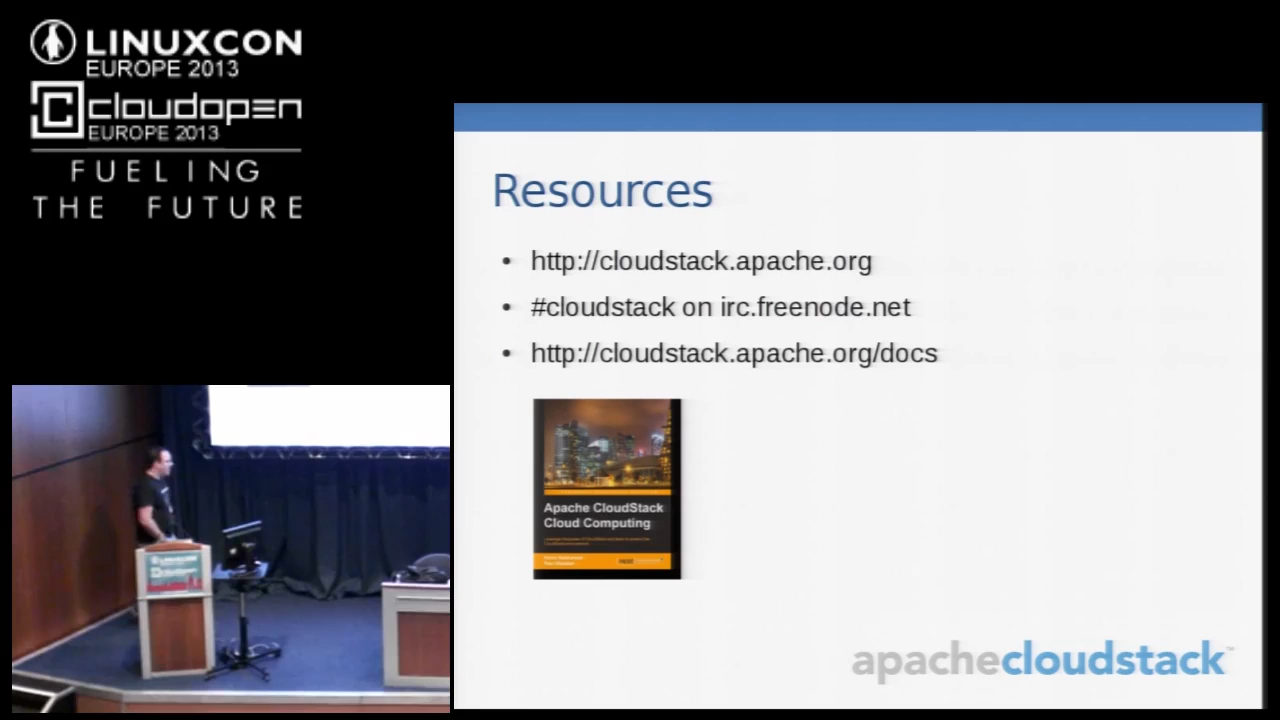 LINUXCON
EUROPE 2013
cloudopen
EUROPE 2013
FUELING
THE FUTURE
Resources
• http://cloudstack.apache.org
• #cloudstack on irc.freenode.net
• http://cloudstack.apache.org/docs
Apache CloudStack
Cloud Computing
apachecloudstack™